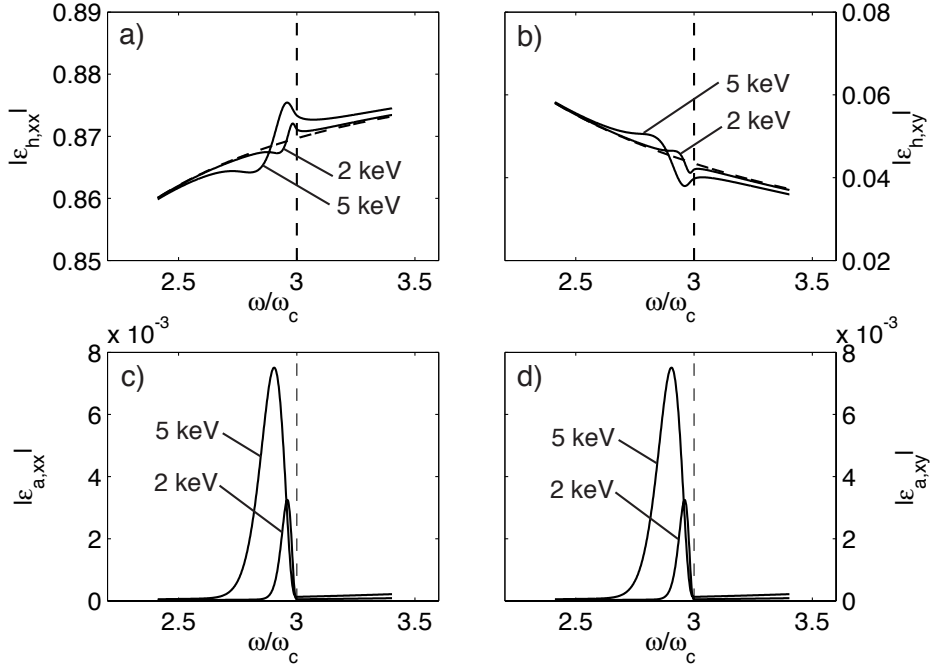 a)
|ε_h,xx|
0.89
0.88
0.87
0.86
0.85
2 keV
5 keV
2.5 3 3.5
ω/ω_c
b)
|ε_h,xy|
0.08
0.06
0.04
0.02
5 keV
2 keV
2.5 3 3.5
ω/ω_c
c)
x 10^-3
|ε_a,xx|
8
6
4
2
0
5 keV
2 keV
2.5 3 3.5
ω/ω_c
d)
x 10^-3
|ε_a,xy|
8
6
4
2
0
5 keV
2 keV
2.5 3 3.5
ω/ω_c